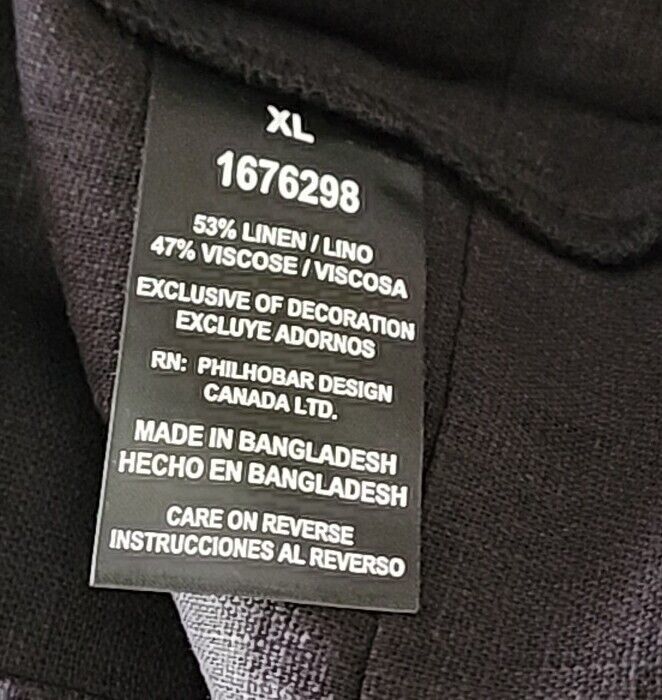 XL
1676298
53% LINEN / LINO
47% VISCOSE / VISCOSA
EXCLUSIVE OF DECORATION
EXCLUYE ADORNOS
RN: PHILHOBAR DESIGN
CANADA LTD.
MADE IN BANGLADESH
HECHO EN BANGLADESH
CARE ON REVERSE
INSTRUCCIONES AL REVERSO